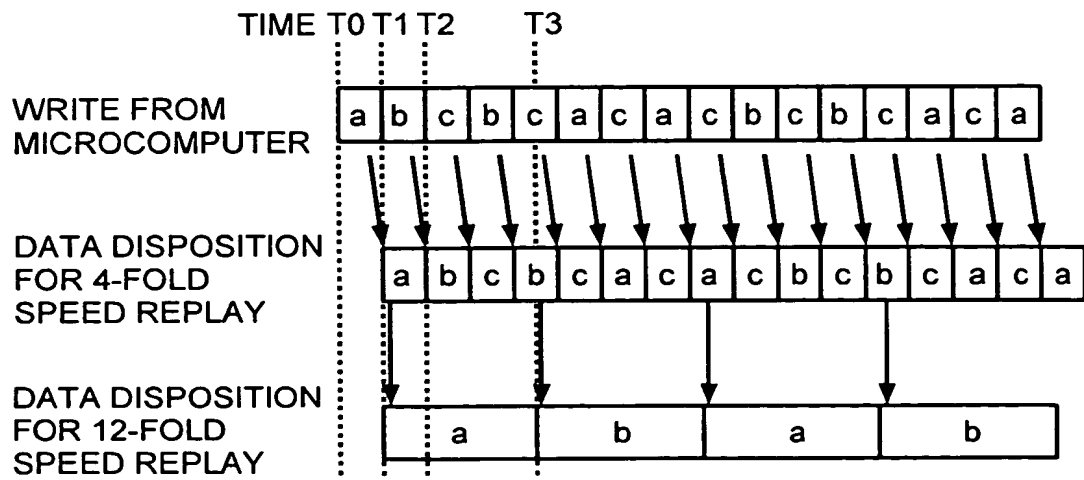 TIME T0 T1 T2 T3
WRITE FROM
MICROCOMPUTER
a b c b c a c a c b c b c a c a
DATA DISPOSITION
FOR 4-FOLD
SPEED REPLAY
a b c b c a c a c b c b c a c a
DATA DISPOSITION
FOR 12-FOLD
SPEED REPLAY
a b a b